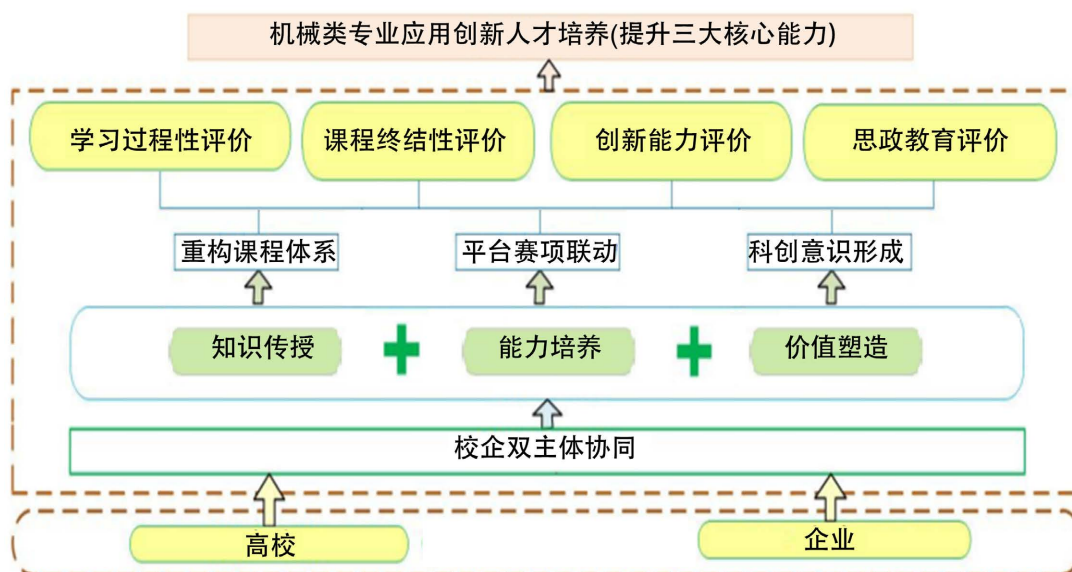 机械类专业应用创新人才培养(提升三大核心能力)
学习过程性评价
课程终结性评价
创新能力评价
思政教育评价
重构课程体系
平台赛项联动
科创意识形成
知识传授
能力培养
价值塑造
校企双主体协同
高校
企业